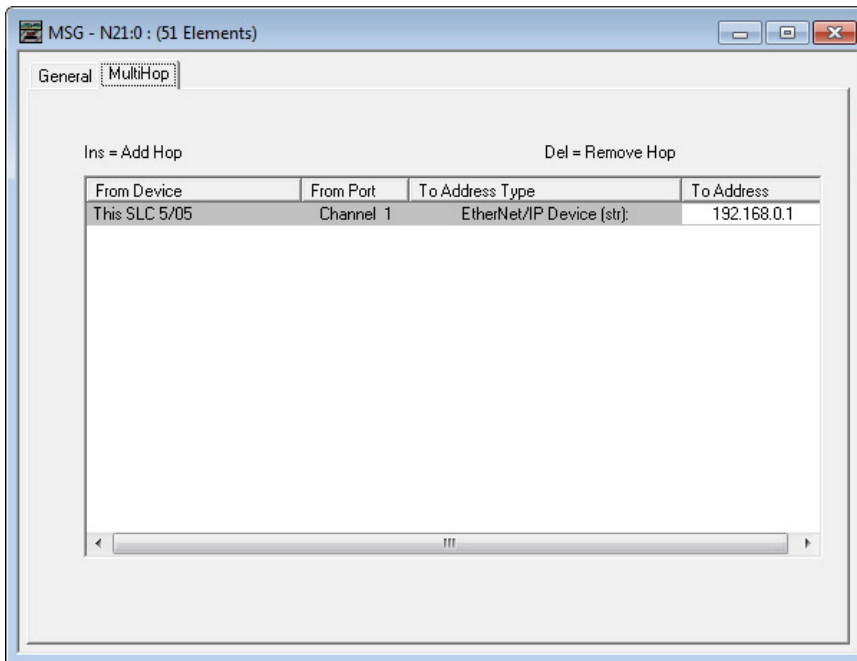 MSG - N21:0 : (51 Elements)
General MultiHop
Ins = Add Hop Del = Remove Hop
From Device From Port To Address Type To Address
This SLC 5/05 Channel 1 EtherNet/IP Device (str): 192.168.0.1